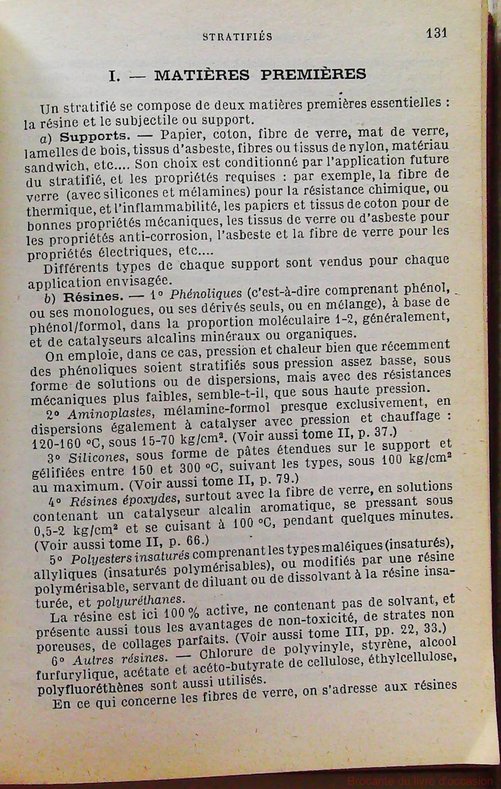 STRATIFIÉS 131
I. — MATIÈRES PREMIÈRES
Un stratifié se compose de deux matières premières essentielles :
la résine et le subjectile ou support.
a) Supports. — Papier, coton, fibre de verre, mat de verre,
lamelles de bois, tissus d'asbeste, fibres ou tissus de nylon, matériau
sandwich, etc.... Son choix est conditionné par l'application future
du stratifié, et les propriétés requises : par exemple, la fibre de
verre (avec silicones et mélamines) pour la résistance chimique, ou
thermique, et l'inflammabilité, les papiers et tissus de coton pour de
bonnes propriétés mécaniques, les tissus de verre ou d'asbeste pour
les propriétés anti-corrosion, l'asbeste et la fibre de verre pour les
propriétés électriques, etc....
Différents types de chaque support sont vendus pour chaque
application envisagée.
b) Résines. — 1° Phénoliques (c'est-à-dire comprenant phénol,
ou ses monologues, ou ses dérivés seuls, ou en mélange), à base de
phénol/formol, dans la proportion moléculaire 1-2, généralement,
et de catalyseurs alcalins minéraux ou organiques.
On emploie, dans ce cas, pression et chaleur bien que récemment
des phénoliques soient stratifiés sous pression assez basse, sous
forme de solutions ou de dispersions, mais avec des résistances
mécaniques plus faibles, semble-t-il, que sous haute pression.
2° Aminoplastes, mélamine-formol presque exclusivement, en
dispersions également à catalyser avec pression et chauffage :
120-160 °C, sous 15-70 kg/cm². (Voir aussi tome II, p. 37.)
3° Silicones, sous forme de pâtes étendues sur le support et
gélifiées entre 150 et 300 °C, suivant les types, sous 100 kg/cm²
au maximum. (Voir aussi tome II, p. 79.)
4° Résines époxydes, surtout avec la fibre de verre, en solutions
contenant un catalyseur alcalin aromatique, se pressant sous
0,5-2 kg/cm² et se cuisant à 100 °C, pendant quelques minutes.
(Voir aussi tome II, p. 66.)
5° Polyesters insaturés comprenant les types maléiques (insaturés),
allyliques (insaturés polymérisables), ou modifiés par une résine
polymérisable, servant de diluant ou de dissolvant à la résine insa-
turée, et polyuréthanes.
La résine est ici 100 % active, ne contenant pas de solvant, et
présente aussi tous les avantages de non-toxicité, de strates non
poreuses, de collages parfaits. (Voir aussi tome III, pp. 22, 33.)
6° Autres résines. — Chlorure de polyvinyle, styrène, alcool
furfurylique, acétate et acéto-butyrate de cellulose, éthylcellulose,
polyfluoréthènes sont aussi utilisés.
En ce qui concerne les fibres de verre, on s'adresse aux résines
Brocante du livre d'occasion